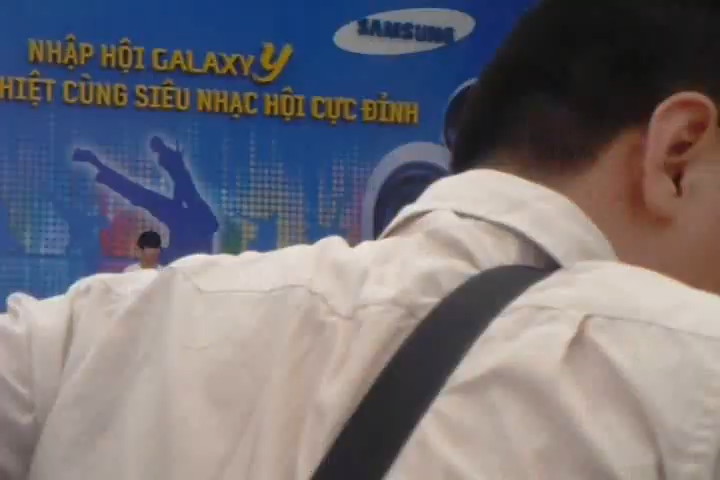 SAMSUNG
NHẬP HỘI GALAXY y
HIỆT CÙNG SIÊU NHẠC HỘI CỰC ĐỈNH